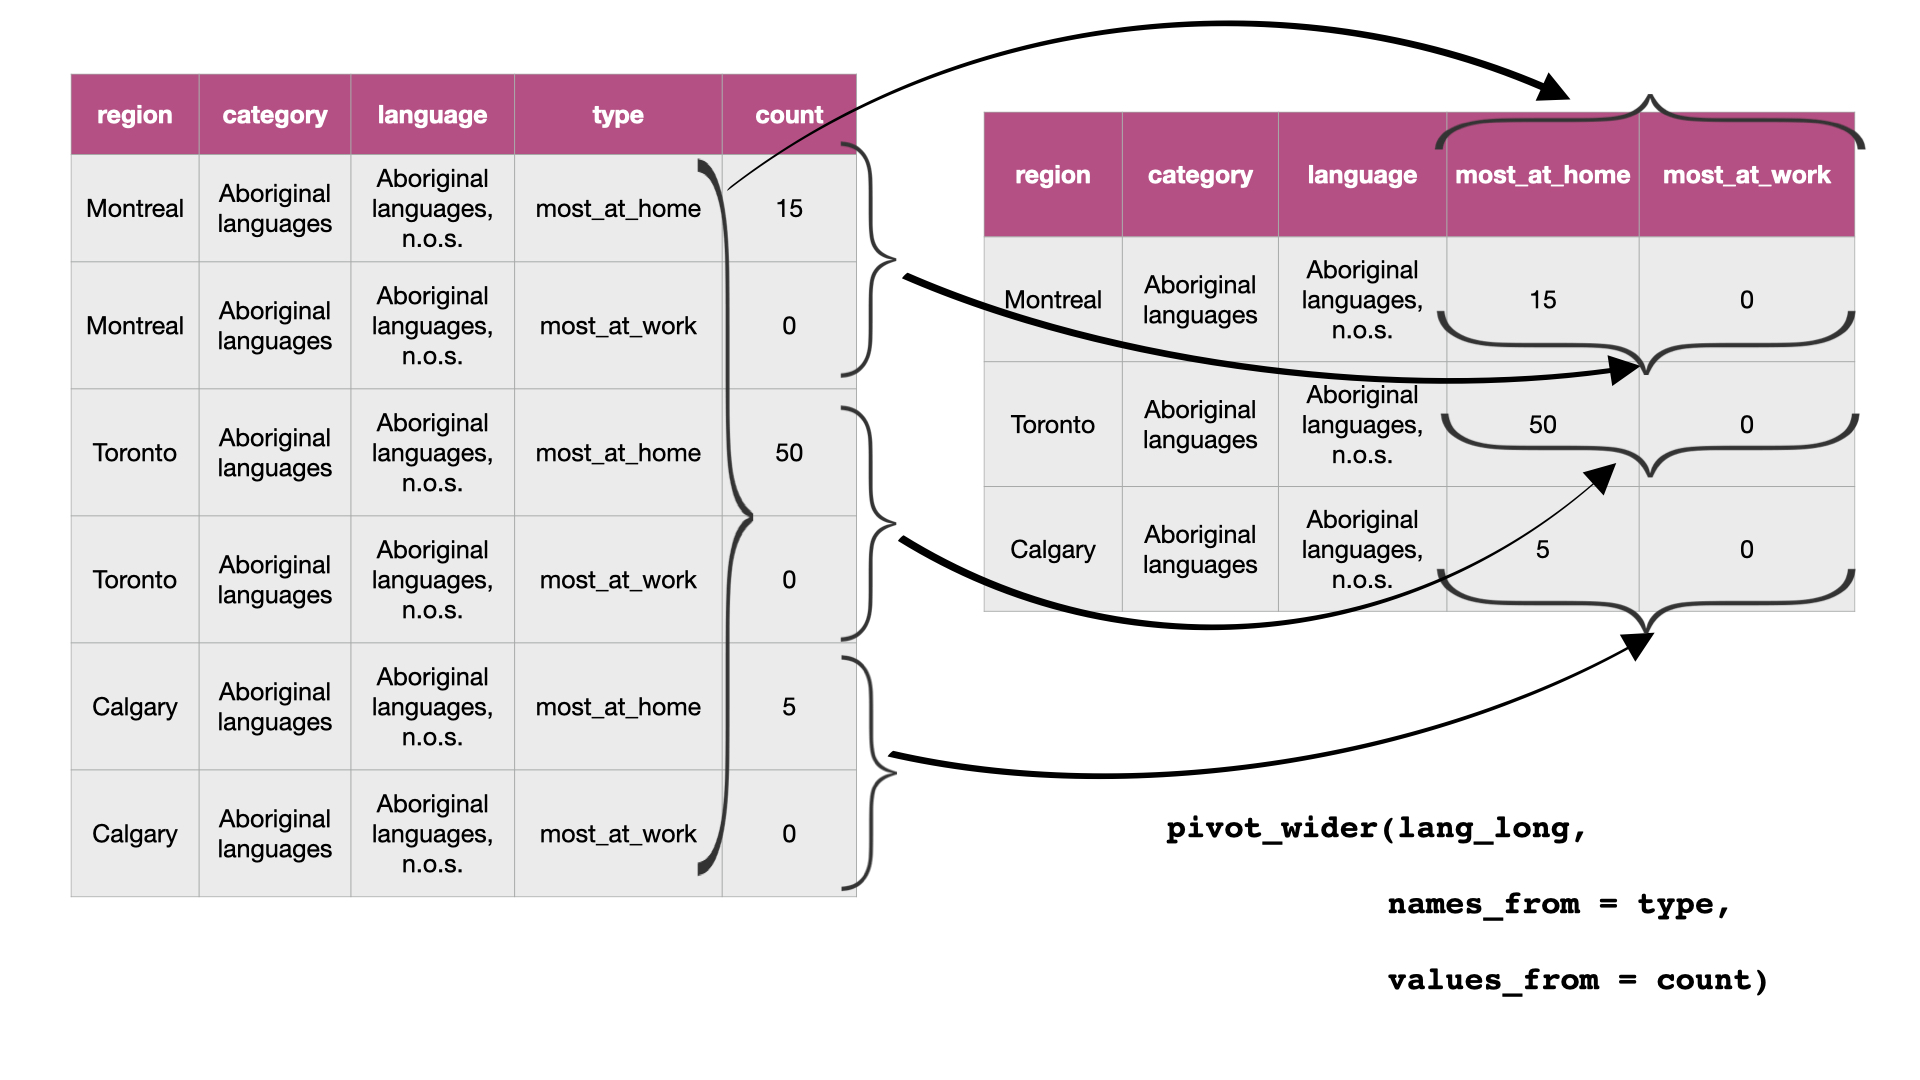 region category language type count
Montreal Aboriginal languages Aboriginal languages, n.o.s. most_at_home 15
Montreal Aboriginal languages Aboriginal languages, n.o.s. most_at_work 0
Toronto Aboriginal languages Aboriginal languages, n.o.s. most_at_home 50
Toronto Aboriginal languages Aboriginal languages, n.o.s. most_at_work 0
Calgary Aboriginal languages Aboriginal languages, n.o.s. most_at_home 5
Calgary Aboriginal languages Aboriginal languages, n.o.s. most_at_work 0
region category language most_at_home most_at_work
Montreal Aboriginal languages Aboriginal languages, n.o.s. 15 0
Toronto Aboriginal languages Aboriginal languages, n.o.s. 50 0
Calgary Aboriginal languages Aboriginal languages, n.o.s. 5 0
pivot_wider(lang_long,
names_from = type,
values_from = count)